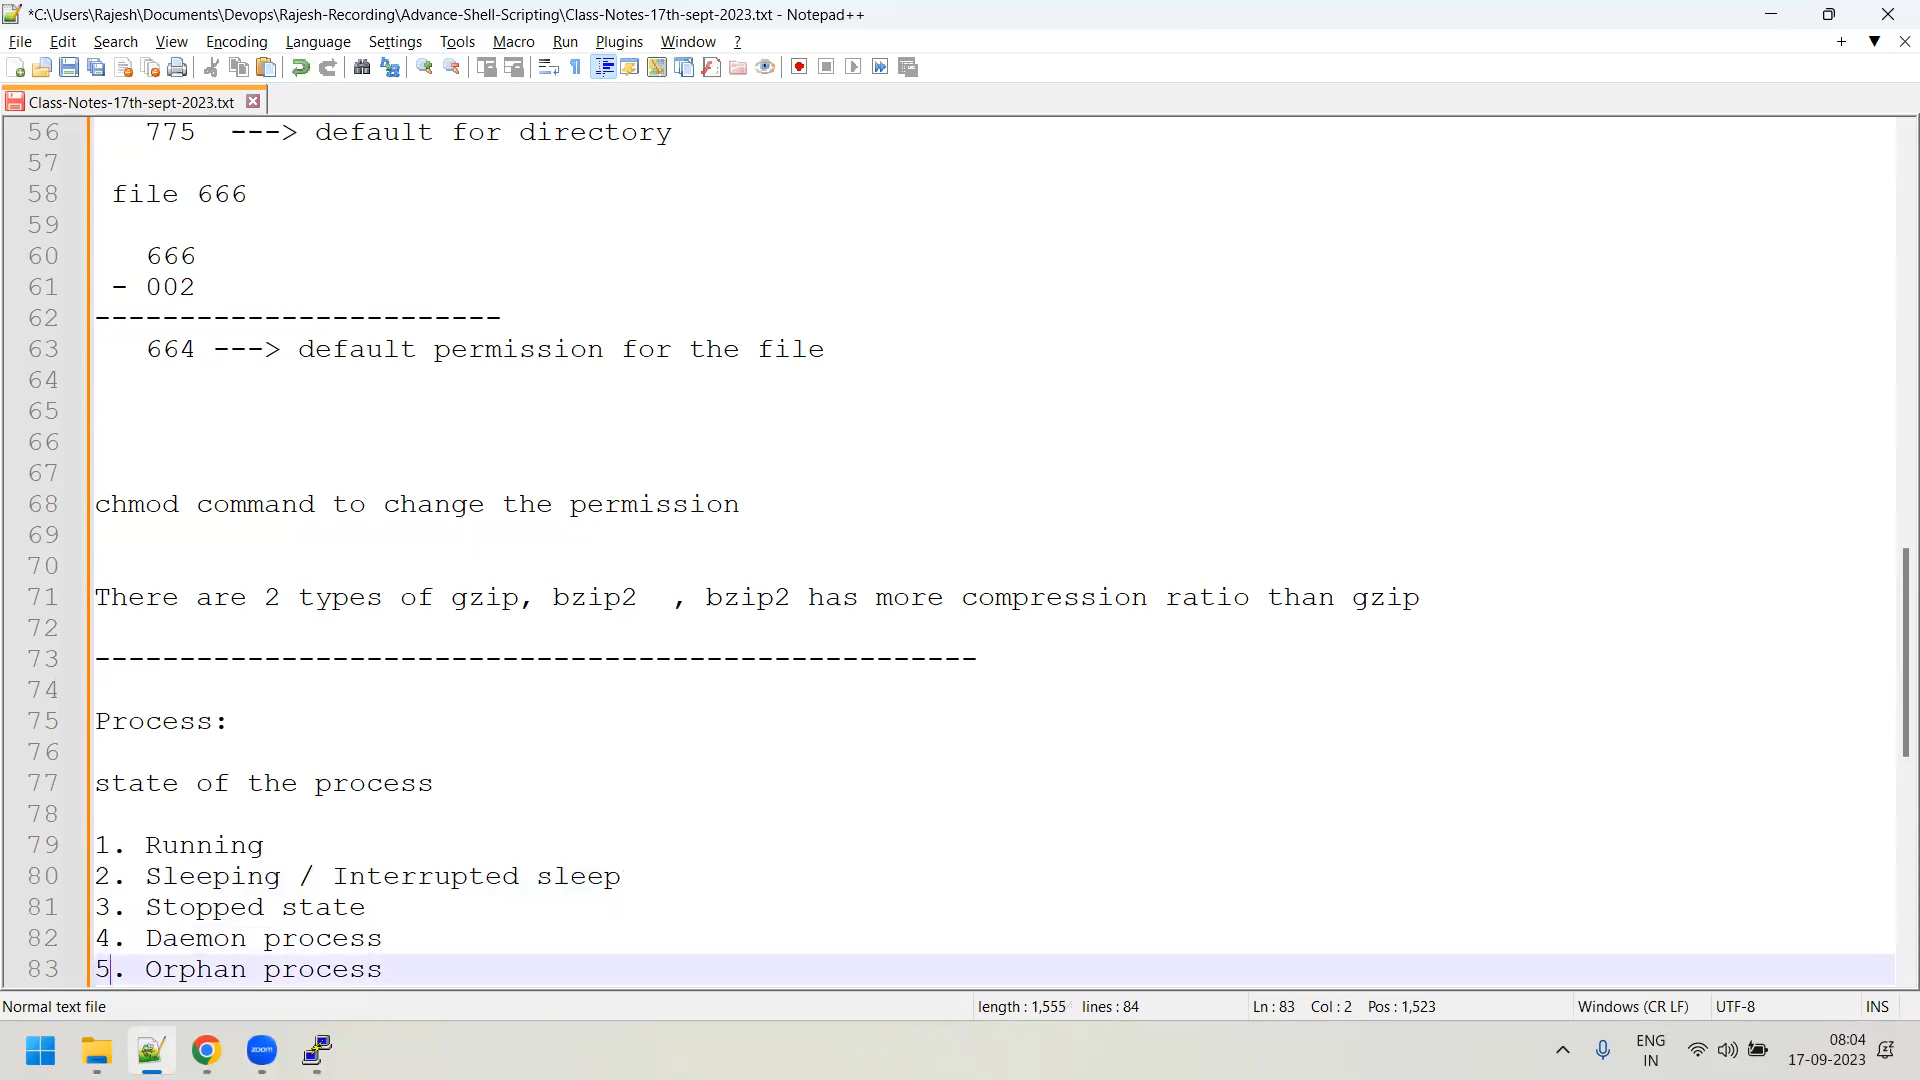 *C:\Users\Rajesh\Documents\Devops\Rajesh-Recording\Advance-Shell-Scripting\Class-Notes-17th-sept-2023.txt - Notepad++
File Edit Search View Encoding Language Settings Tools Macro Run Plugins Window ?
Class-Notes-17th-sept-2023.txt
56 775 ---> default for directory
57
58 file 666
59
60 666
61 - 002
62 ------------------------
63 664 ---> default permission for the file
64
65
66
67
68 chmod command to change the permission
69
70
71 There are 2 types of gzip, bzip2 , bzip2 has more compression ratio than gzip
72
73 ----------------------------------------------------
74
75 Process:
76
77 state of the process
78
79 1. Running
80 2. Sleeping / Interrupted sleep
81 3. Stopped state
82 4. Daemon process
83 5. Orphan process
Normal text file length : 1,555 lines : 84 Ln : 83 Col : 2 Pos : 1,523 Windows (CR LF) UTF-8 INS
zoom
ENG
IN
08:04
17-09-2023